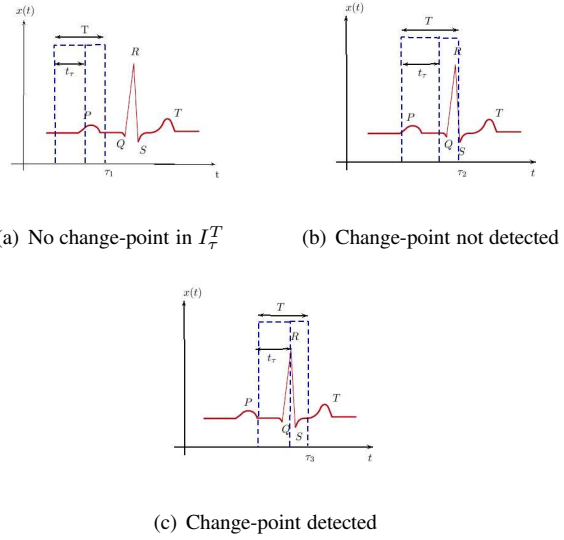 x(t)
T
t_τ
R
P
T
Q
S
τ_1
t
x(t)
T
R
t_τ
P
T
Q
S
τ_2
t
(a) No change-point in I_τ^T
(b) Change-point not detected
x(t)
T
R
t_τ
P
T
Q
S
τ_3
t
(c) Change-point detected